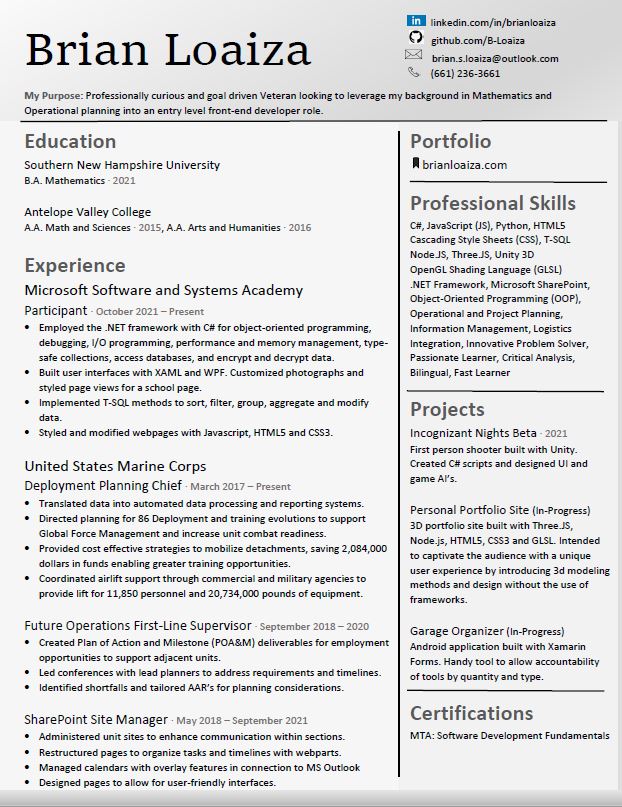 Brian Loaiza
linkedin.com/in/brianloaiza
github.com/B-Loaiza
brian.s.loaiza@outlook.com
(661) 236-3661
My Purpose: Professionally curious and goal driven Veteran looking to leverage my background in Mathematics and
Operational planning into an entry level front-end developer role.
Education
Southern New Hampshire University
B.A. Mathematics · 2021
Antelope Valley College
A.A. Math and Sciences · 2015, A.A. Arts and Humanities · 2016
Experience
Microsoft Software and Systems Academy
Participant · October 2021 – Present
• Employed the .NET framework with C# for object-oriented programming,
debugging, I/O programming, performance and memory management, type-
safe collections, access databases, and encrypt and decrypt data.
• Built user interfaces with XAML and WPF. Customized photographs and
styled page views for a school page.
• Implemented T-SQL methods to sort, filter, group, aggregate and modify
data.
• Styled and modified webpages with Javascript, HTML5 and CSS3.
United States Marine Corps
Deployment Planning Chief · March 2017 – Present
• Translated data into automated data processing and reporting systems.
• Directed planning for 86 Deployment and training evolutions to support
Global Force Management and increase unit combat readiness.
• Provided cost effective strategies to mobilize detachments, saving 2,084,000
dollars in funds enabling greater training opportunities.
• Coordinated airlift support through commercial and military agencies to
provide lift for 11,850 personnel and 20,734,000 pounds of equipment.
Future Operations First-Line Supervisor · September 2018 – 2020
• Created Plan of Action and Milestone (POA&M) deliverables for employment
opportunities to support adjacent units.
• Led conferences with lead planners to address requirements and timelines.
• Identified shortfalls and tailored AAR's for planning considerations.
SharePoint Site Manager · May 2018 – September 2021
• Administered unit sites to enhance communication within sections.
• Restructured pages to organize tasks and timelines with webparts.
• Managed calendars with overlay features in connection to MS Outlook
• Designed pages to allow for user-friendly interfaces.
Portfolio
brianloaiza.com
Professional Skills
C#, JavaScript (JS), Python, HTML5
Cascading Style Sheets (CSS), T-SQL
Node.JS, Three.JS, Unity 3D
OpenGL Shading Language (GLSL)
.NET Framework, Microsoft SharePoint,
Object-Oriented Programming (OOP),
Operational and Project Planning,
Information Management, Logistics
Integration, Innovative Problem Solver,
Passionate Learner, Critical Analysis,
Bilingual, Fast Learner
Projects
Incognizant Nights Beta · 2021
First person shooter built with Unity.
Created C# scripts and designed UI and
game AI's.
Personal Portfolio Site (In-Progress)
3D portfolio site built with Three.JS,
Node.js, HTML5, CSS3 and GLSL. Intended
to captivate the audience with a unique
user experience by introducing 3d modeling
methods and design without the use of
frameworks.
Garage Organizer (In-Progress)
Android application built with Xamarin
Forms. Handy tool to allow accountability
of tools by quantity and type.
Certifications
MTA: Software Development Fundamentals